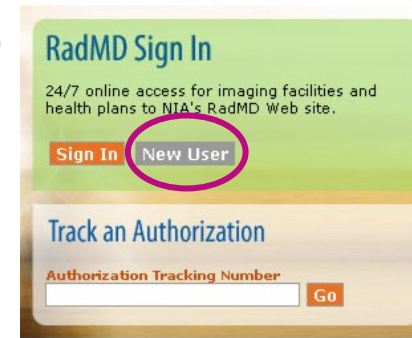 RadMD Sign In
24/7 online access for imaging facilities and
health plans to NIA's RadMD Web site.
Sign In New User
Track an Authorization
Authorization Tracking Number
Go